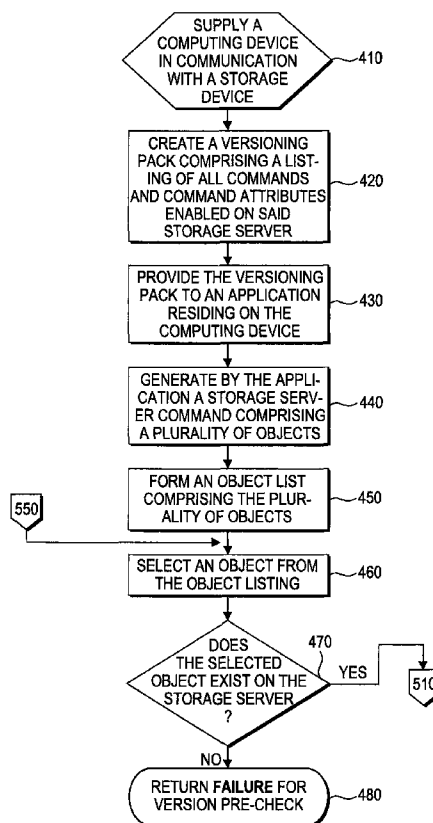 SUPPLY A
COMPUTING DEVICE
IN COMMUNICATION
WITH A STORAGE
DEVICE
410
CREATE A VERSIONING
PACK COMPRISING A LIST-
ING OF ALL COMMANDS
AND COMMAND ATTRIBUTES
ENABLED ON SAID
STORAGE SERVER
420
PROVIDE THE VERSIONING
PACK TO AN APPLICATION
RESIDING ON THE
COMPUTING DEVICE
430
GENERATE BY THE APPLI-
CATION A STORAGE SERV-
ER COMMAND COMPRISING
A PLURALITY OF OBJECTS
440
FORM AN OBJECT LIST
COMPRISING THE PLUR-
ALITY OF OBJECTS
450
550
SELECT AN OBJECT FROM
THE OBJECT LISTING
460
DOES
THE SELECTED
OBJECT EXIST ON THE
STORAGE SERVER
?
470
YES
510
NO
RETURN FAILURE FOR
VERSION PRE-CHECK
480